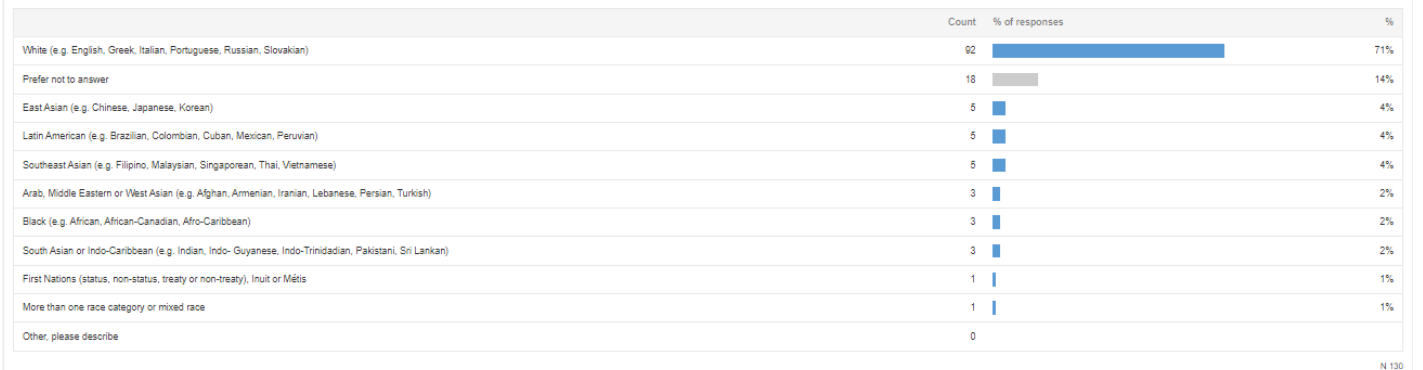 Count % of responses %
White (e.g. English, Greek, Italian, Portuguese, Russian, Slovakian) 92 71%
Prefer not to answer 18 14%
East Asian (e.g. Chinese, Japanese, Korean) 5 4%
Latin American (e.g. Brazilian, Colombian, Cuban, Mexican, Peruvian) 5 4%
Southeast Asian (e.g. Filipino, Malaysian, Singaporean, Thai, Vietnamese) 5 4%
Arab, Middle Eastern or West Asian (e.g. Afghan, Armenian, Iranian, Lebanese, Persian, Turkish) 3 2%
Black (e.g. African, African-Canadian, Afro-Caribbean) 3 2%
South Asian or Indo-Caribbean (e.g. Indian, Indo- Guyanese, Indo-Trinidadian, Pakistani, Sri Lankan) 3 2%
First Nations (status, non-status, treaty or non-treaty), Inuit or Métis 1 1%
More than one race category or mixed race 1 1%
Other, please describe 0
N 130